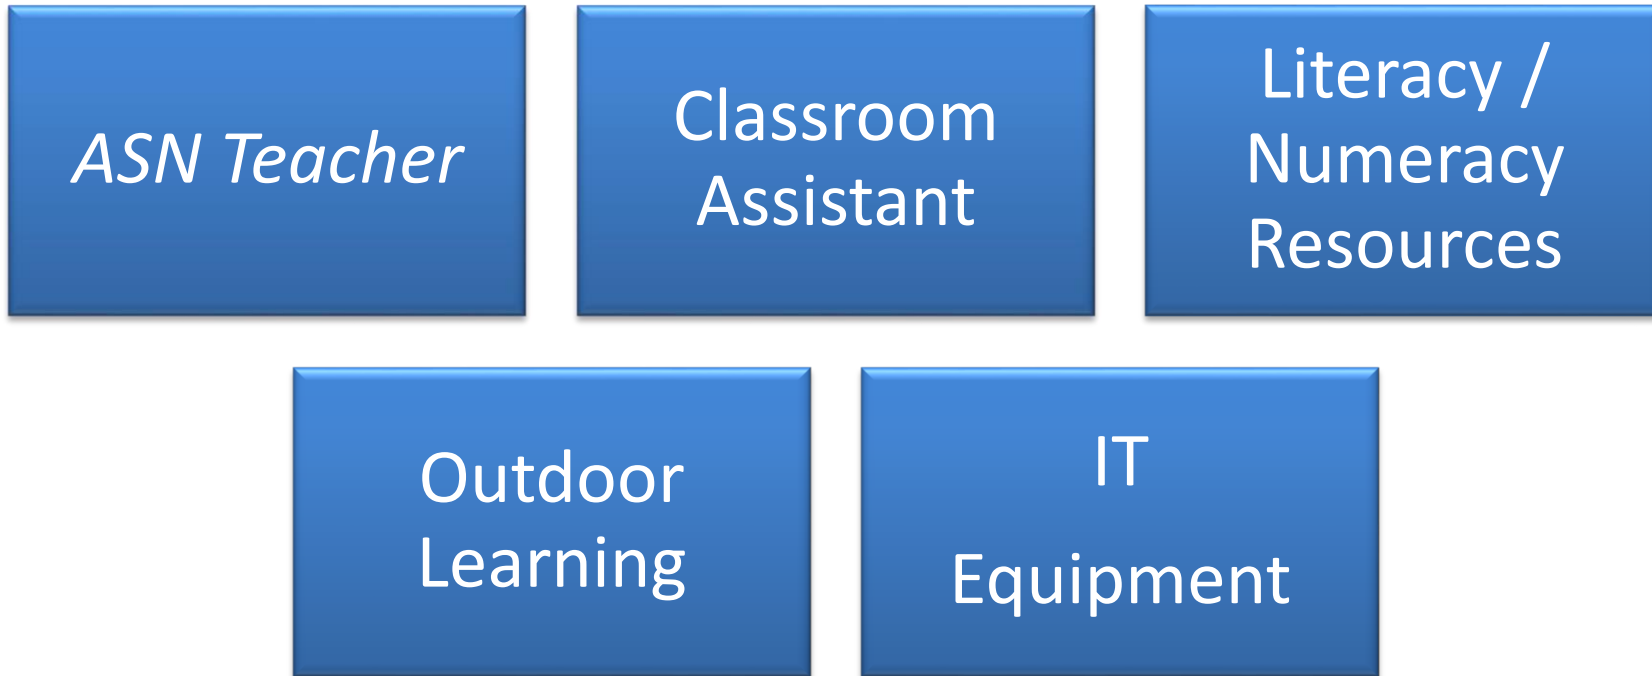 ASN Teacher
Classroom
Assistant
Literacy /
Numeracy
Resources
Outdoor
Learning
IT
Equipment